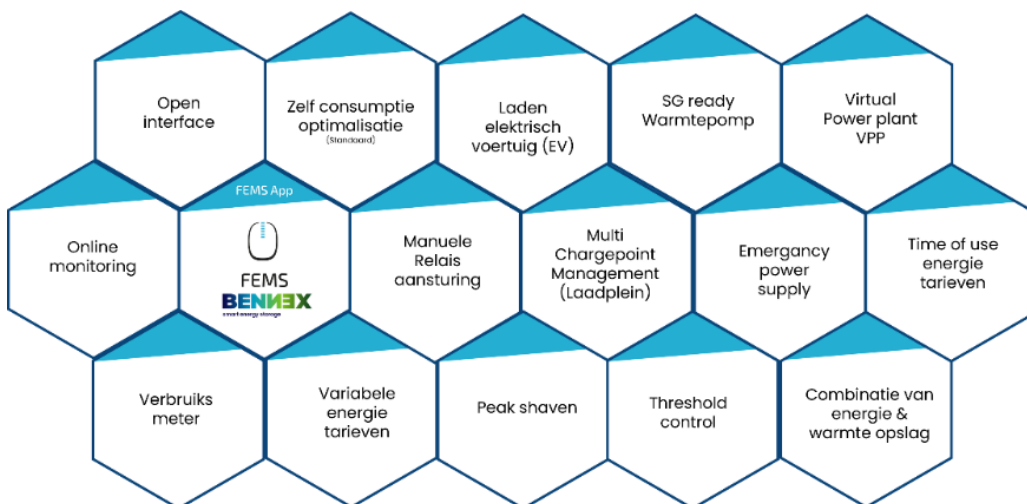 Open
interface
Zelf consumptie
optimalisatie
(Standaard)
Laden
elektrisch
voertuig (EV)
SG ready
Warmtepomp
Virtual
Power plant
VPP
Online
monitoring
FEMS App
FEMS
BENNEX
smart energy storage
Manuele
Relais
aansturing
Multi
Chargepoint
Management
(Laadplein)
Emergancy
power
supply
Time of use
energie
tarieven
Verbruiks
meter
Variabele
energie
tarieven
Peak shaven
Threshold
control
Combinatie van
energie &
warmte opslag